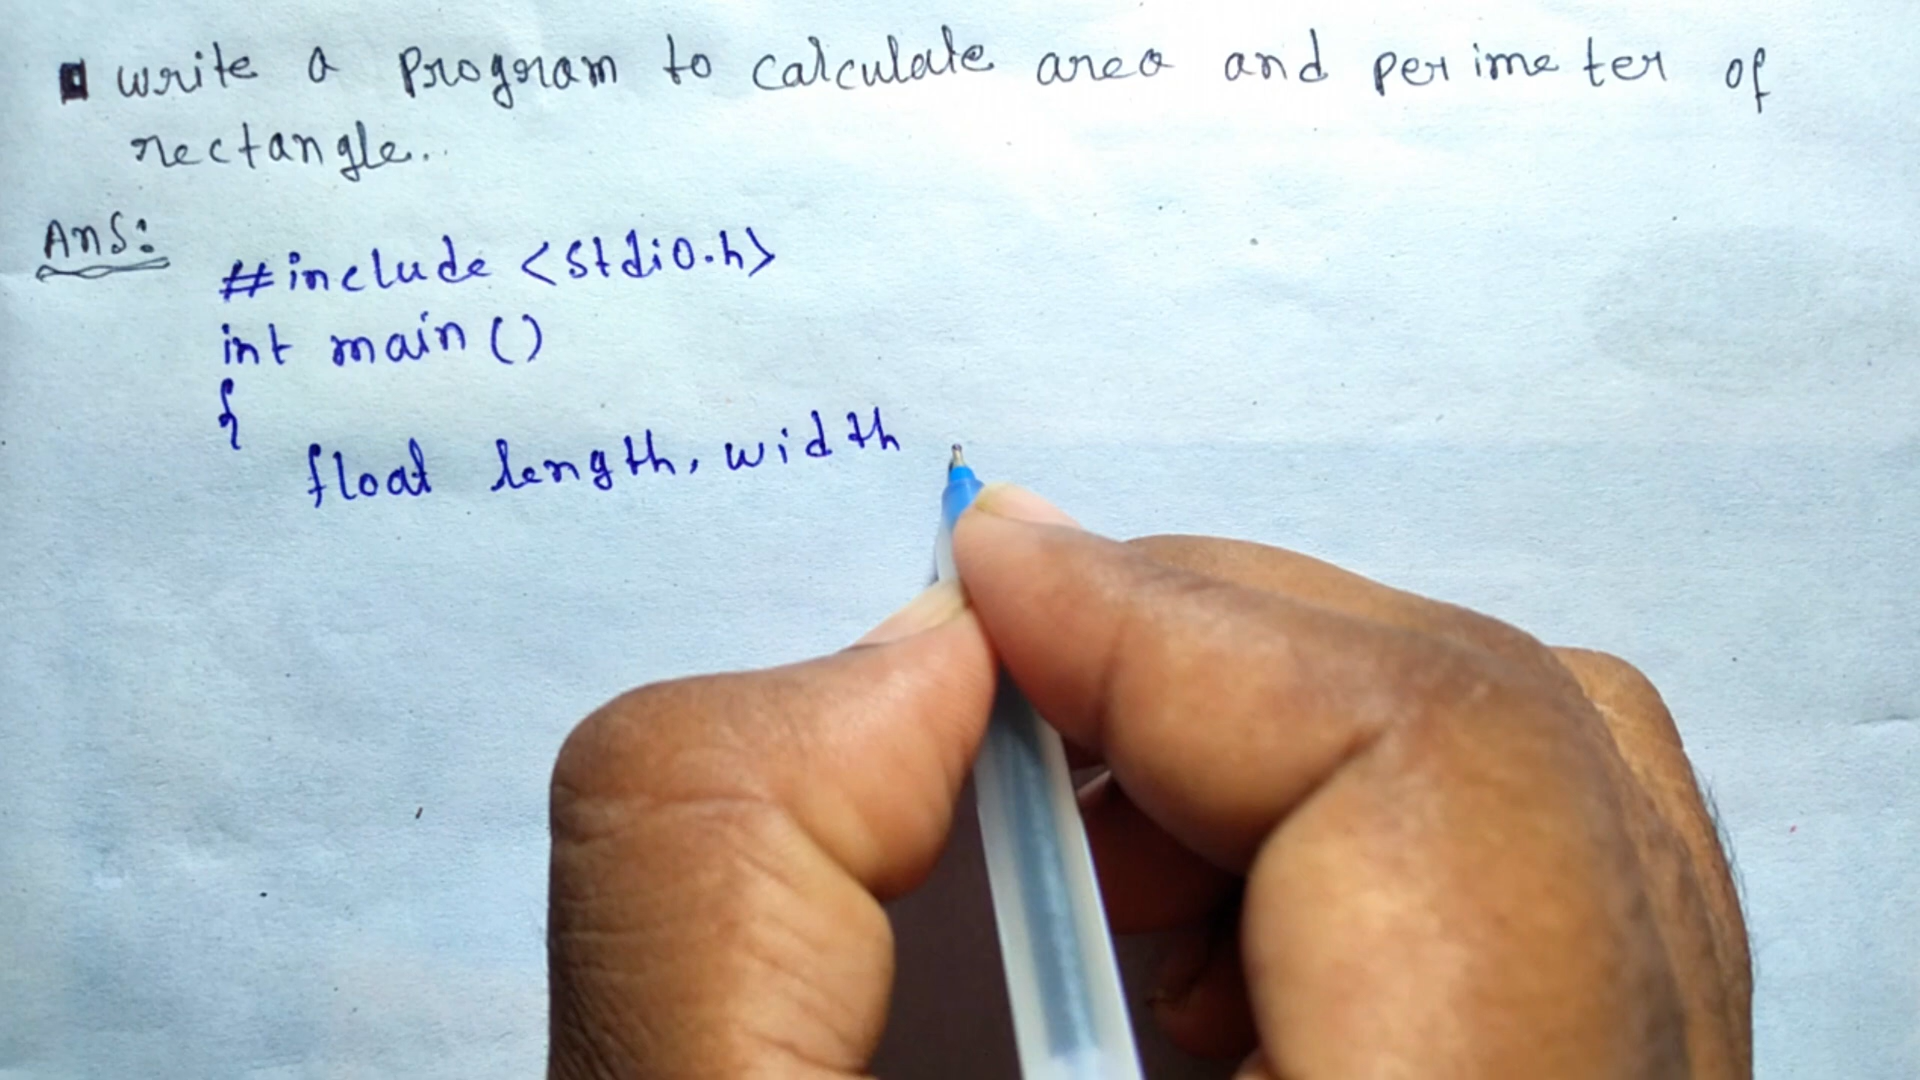 write a program to calculate area and perimeter of
rectangle..
Ans:
#include <stdio.h>
int main ()
{
float length, width